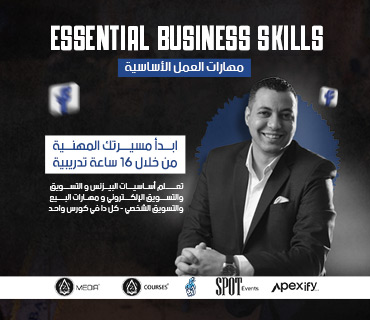 ESSENTIAL BUSINESS SKILLS
مهارات العمل الأساسية
ابدأ مسيرتك المهنية
من خلال 16 ساعة تدريبية
تعلم أساسيات البيزنس و التسويق
والتسويق الإلكتروني و مهارات البيع
والتسويق الشخصي - كل دا في كورس واحد
MEDIA
COURSES
SPOT Events
Apexify